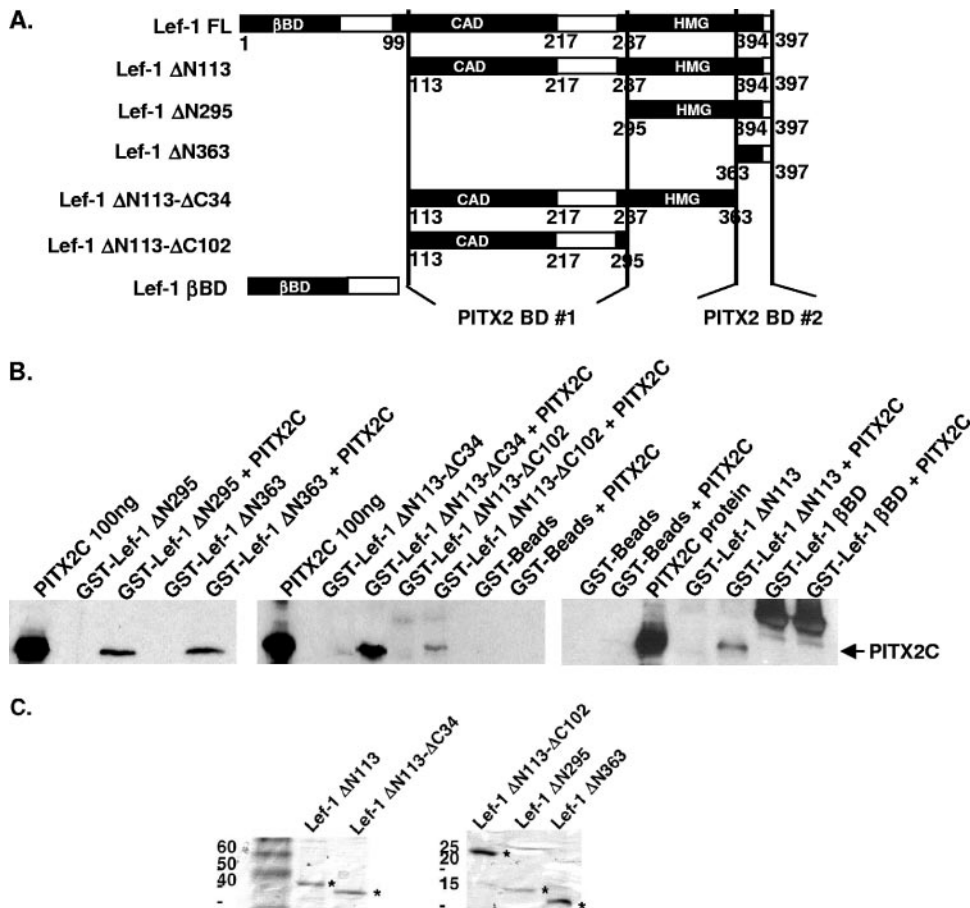 A.
Lef-1 FL βBD CAD HMG
1 99 217 287 394 397
Lef-1 ΔN113 CAD HMG
113 217 287 394 397
Lef-1 ΔN295 HMG
295 394 397
Lef-1 ΔN363
363 397
Lef-1 ΔN113-ΔC34 CAD HMG
113 217 287 363
Lef-1 ΔN113-ΔC102 CAD
113 217 295
Lef-1 βBD βBD
PITX2 BD #1 PITX2 BD #2
B.
PITX2C 100ng
GST-Lef-1 ΔN295
GST-Lef-1 ΔN295 + PITX2C
GST-Lef-1 ΔN363
GST-Lef-1 ΔN363 + PITX2C
PITX2C 100ng
GST-Lef-1 ΔN113-ΔC34
GST-Lef-1 ΔN113-ΔC34 + PITX2C
GST-Lef-1 ΔN113-ΔC102
GST-Lef-1 ΔN113-ΔC102 + PITX2C
GST-Beads
GST-Beads + PITX2C
GST-Beads
GST-Beads + PITX2C
PITX2C protein
GST-Lef-1 ΔN113
GST-Lef-1 ΔN113 + PITX2C
GST-Lef-1 βBD
GST-Lef-1 βBD + PITX2C
PITX2C
C.
Lef-1 ΔN113
Lef-1 ΔN113-ΔC34
60
50
40
-
* *
Lef-1 ΔN113-ΔC102
Lef-1 ΔN295
Lef-1 ΔN363
25
20
-
15
-
* * *